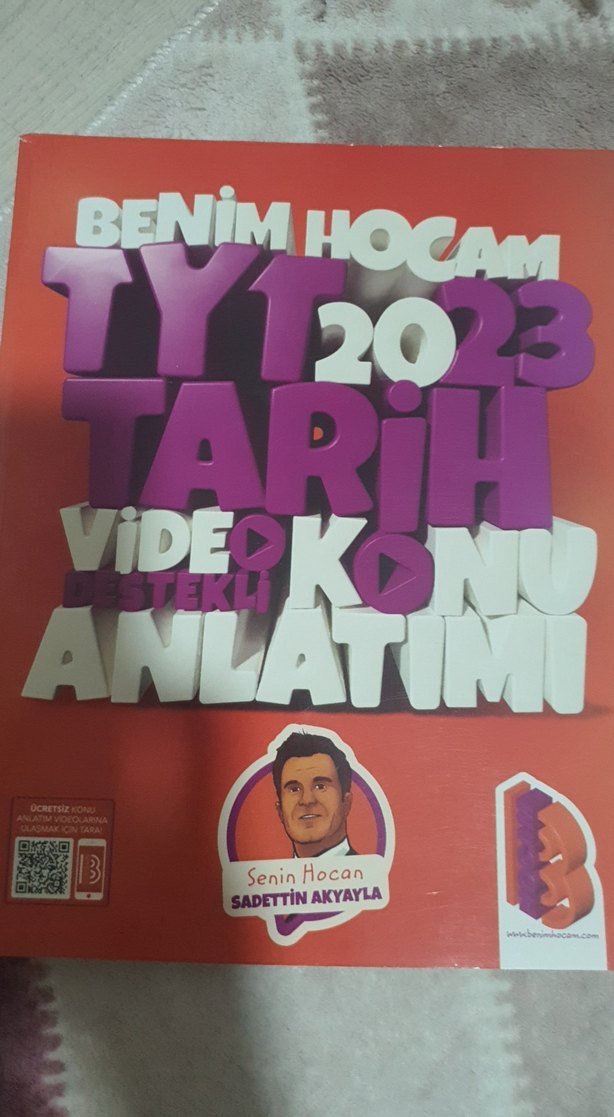 BENİM HOCAM
TYT 2023
TARİH
VİDEO KONU
DESTEKLİ
ANLATIMI
ÜCRETSİZ KONU
ANLATIM VİDEOLARINA
ULAŞMAK İÇİN TARA!
Senin Hocan
SADETTİN AKYAYLA
www.benimhocam.com